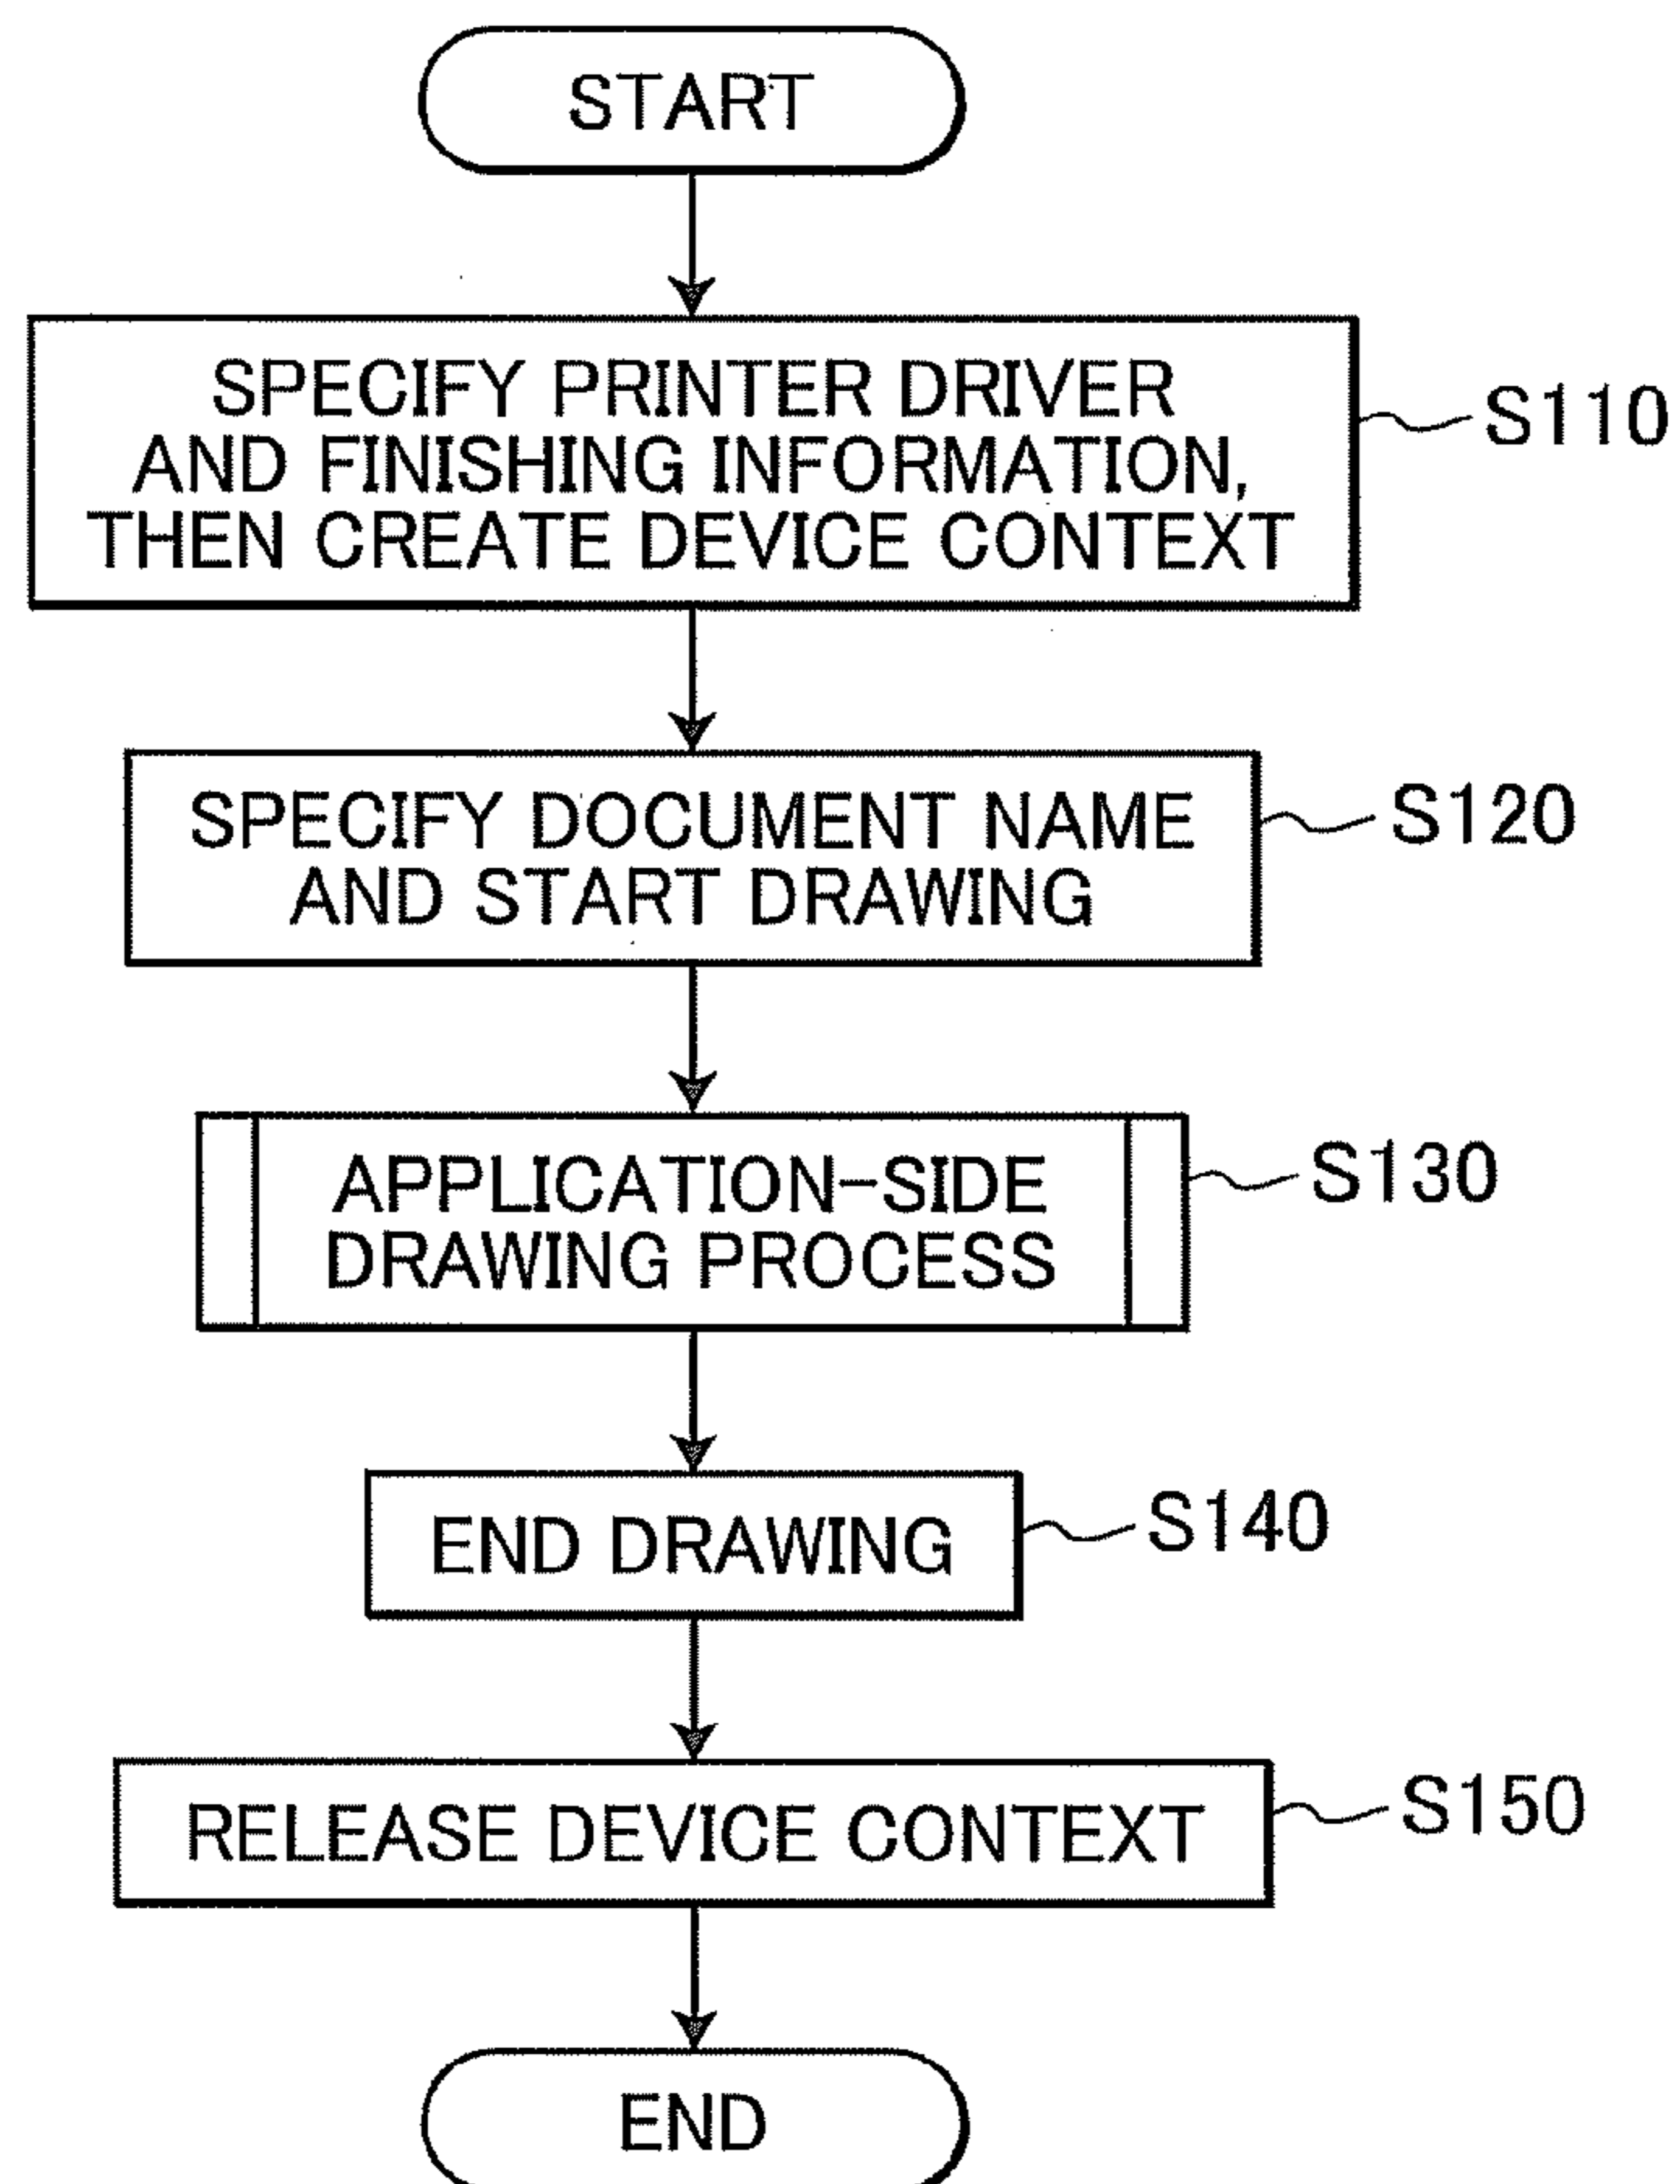 START
SPECIFY PRINTER DRIVER
AND FINISHING INFORMATION,
THEN CREATE DEVICE CONTEXT
S110
SPECIFY DOCUMENT NAME
AND START DRAWING
S120
APPLICATION-SIDE
DRAWING PROCESS
S130
END DRAWING
S140
RELEASE DEVICE CONTEXT
S150
END